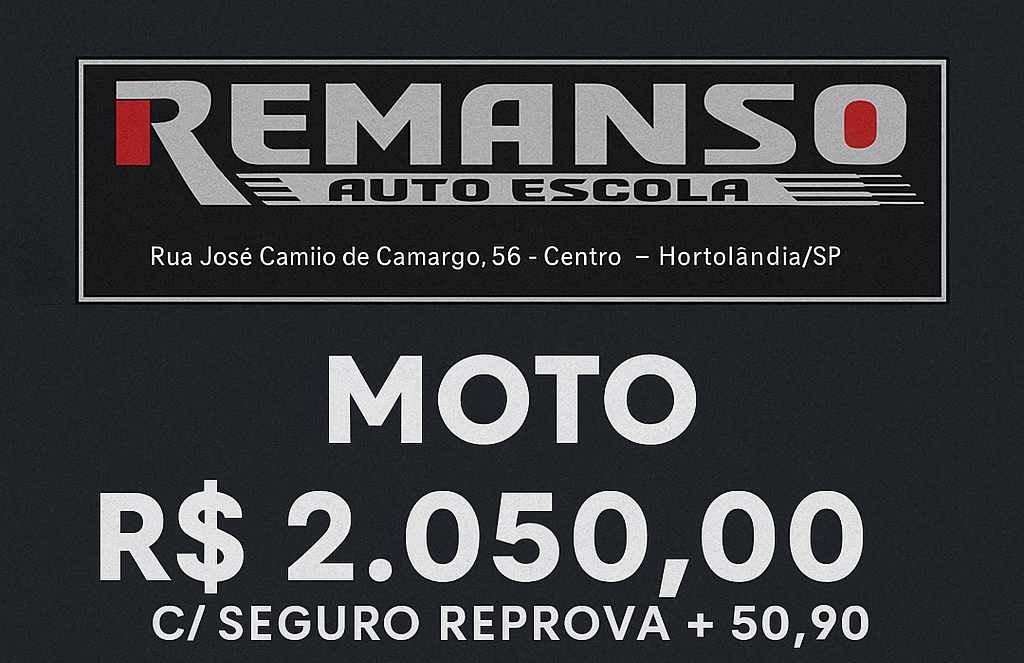 REMANSO
AUTO ESCOLA
Rua José Camiio de Camargo, 56 - Centro – Hortolândia/SP
MOTO
R$ 2.050,00
C/ SEGURO REPROVA + 50,90